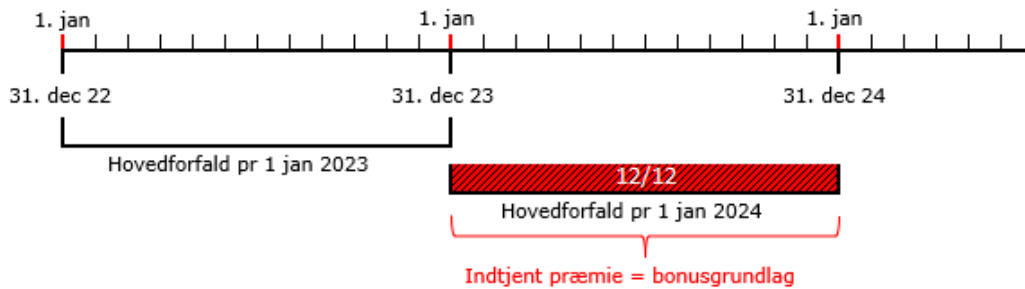 1. jan 1. jan 1. jan
31. dec 22 31. dec 23 31. dec 24
Hovedforfald pr 1 jan 2023
12/12
Hovedforfald pr 1 jan 2024
Indtjent præmie = bonusgrundlag